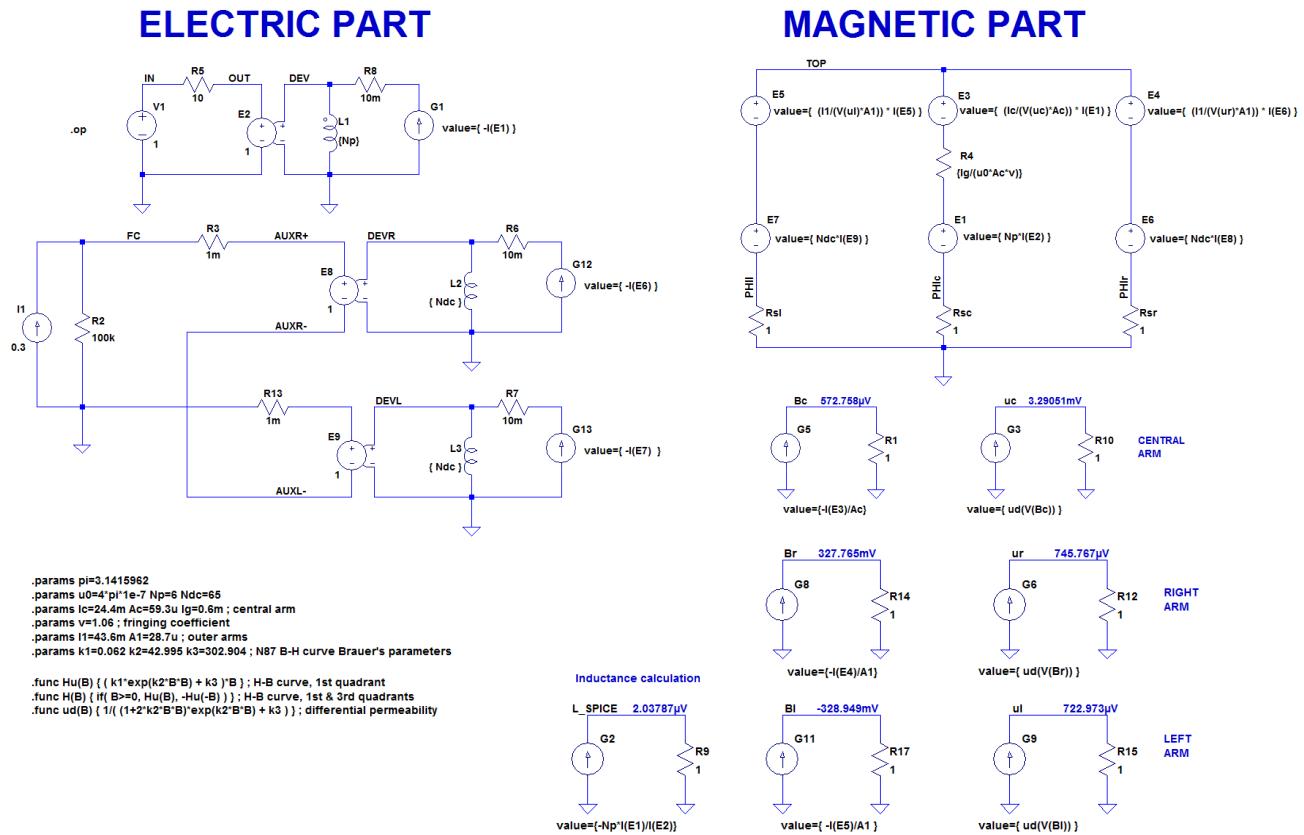 ELECTRIC PART
MAGNETIC PART
IN
R5
10
OUT
DEV
R8
10m
V1
1
.op
E2
1
L1
{Np}
G1
value={ -I(E1) }
FC
R3
1m
AUXR+
DEVR
R6
10m
E8
1
L2
{ Ndc }
G12
value={ -I(E6) }
I1
0.3
R2
100k
AUXR-
R13
1m
DEVL
R7
10m
E9
1
L3
{ Ndc }
G13
value={ -I(E7) }
AUXL-
TOP
E5
value={ (l1/(V(ul)*A1)) * I(E5) }
E3
value={ (lc/(V(uc)*Ac)) * I(E1) }
E4
value={ (l1/(V(ur)*A1)) * I(E6) }
R4
{lg/(u0*Ac*v)}
E7
value={ Ndc*I(E9) }
E1
value={ Np*I(E2) }
E6
value={ Ndc*I(E8) }
PHIl
PHIc
PHIr
Rsl
1
Rsc
1
Rsr
1
Bc 572.758µV
G5
R1
1
value={-I(E3)/Ac}
uc 3.29051mV
G3
R10
1
value={ ud(V(Bc)) }
CENTRAL
ARM
Br 327.765mV
G8
R14
1
value={-I(E4)/A1}
ur 745.767µV
G6
R12
1
value={ ud(V(Br)) }
RIGHT
ARM
.params pi=3.1415962
.params u0=4*pi*1e-7 Np=6 Ndc=65
.params lc=24.4m Ac=59.3u lg=0.6m ; central arm
.params v=1.06 ; fringing coefficient
.params l1=43.6m A1=28.7u ; outer arms
.params k1=0.062 k2=42.995 k3=302.904 ; N87 B-H curve Brauer's parameters
.func Hu(B) { ( k1*exp(k2*B*B) + k3 )*B } ; H-B curve, 1st quadrant
.func H(B) { if( B>=0, Hu(B), -Hu(-B) ) } ; H-B curve, 1st & 3rd quadrants
.func ud(B) { 1/( (1+2*k2*B*B)*exp(k2*B*B) + k3 ) } ; differential permeability
Inductance calculation
L_SPICE 2.03787µV
G2
R9
1
value={-Np*I(E1)/I(E2)}
Bl -328.949mV
G11
R17
1
value={ -I(E5)/A1 }
ul 722.973µV
G9
R15
1
value={ ud(V(Bl)) }
LEFT
ARM